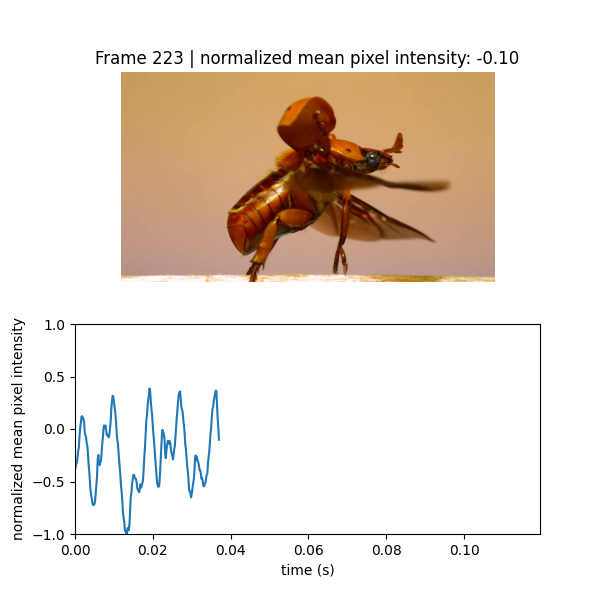 Frame 223 | normalized mean pixel intensity: -0.10
normalized mean pixel intensity
1.0
0.5
0.0
−0.5
−1.0
0.00 0.02 0.04 0.06 0.08 0.10
time (s)